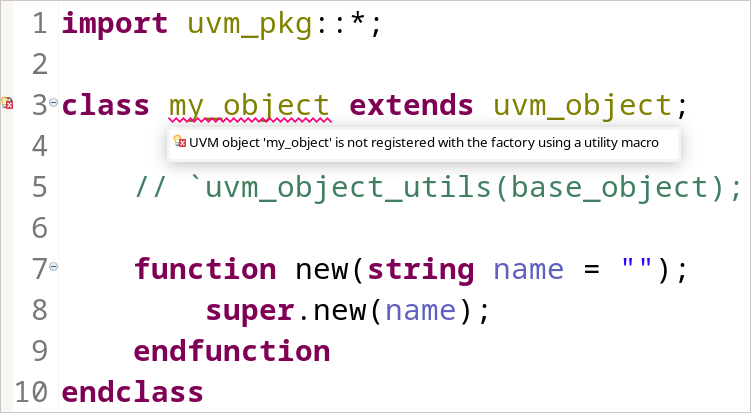 1 import uvm_pkg::*;
2
3 class my_object extends uvm_object;
UVM object 'my_object' is not registered with the factory using a utility macro
4
5 // `uvm_object_utils(base_object);
6
7 function new(string name = "");
8 super.new(name);
9 endfunction
10 endclass